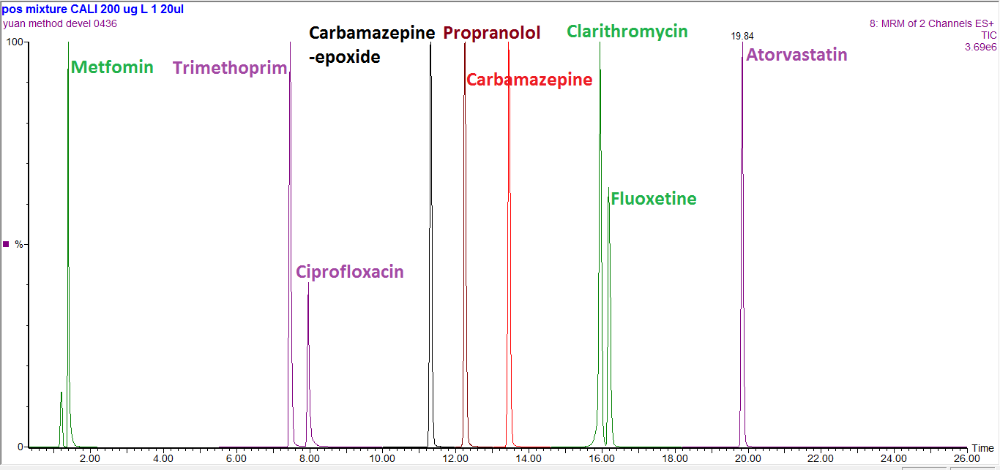 pos mixture CALI 200 ug L 1 20ul
yuan method devel 0436
8: MRM of 2 Channels ES+
TIC
3.69e6
100
%
0
Metfomin
Trimethoprim
Ciprofloxacin
Carbamazepine
-epoxide
Propranolol
Carbamazepine
Clarithromycin
Fluoxetine
19.84
Atorvastatin
2.00 4.00 6.00 8.00 10.00 12.00 14.00 16.00 18.00 20.00 22.00 24.00 26.00
Time